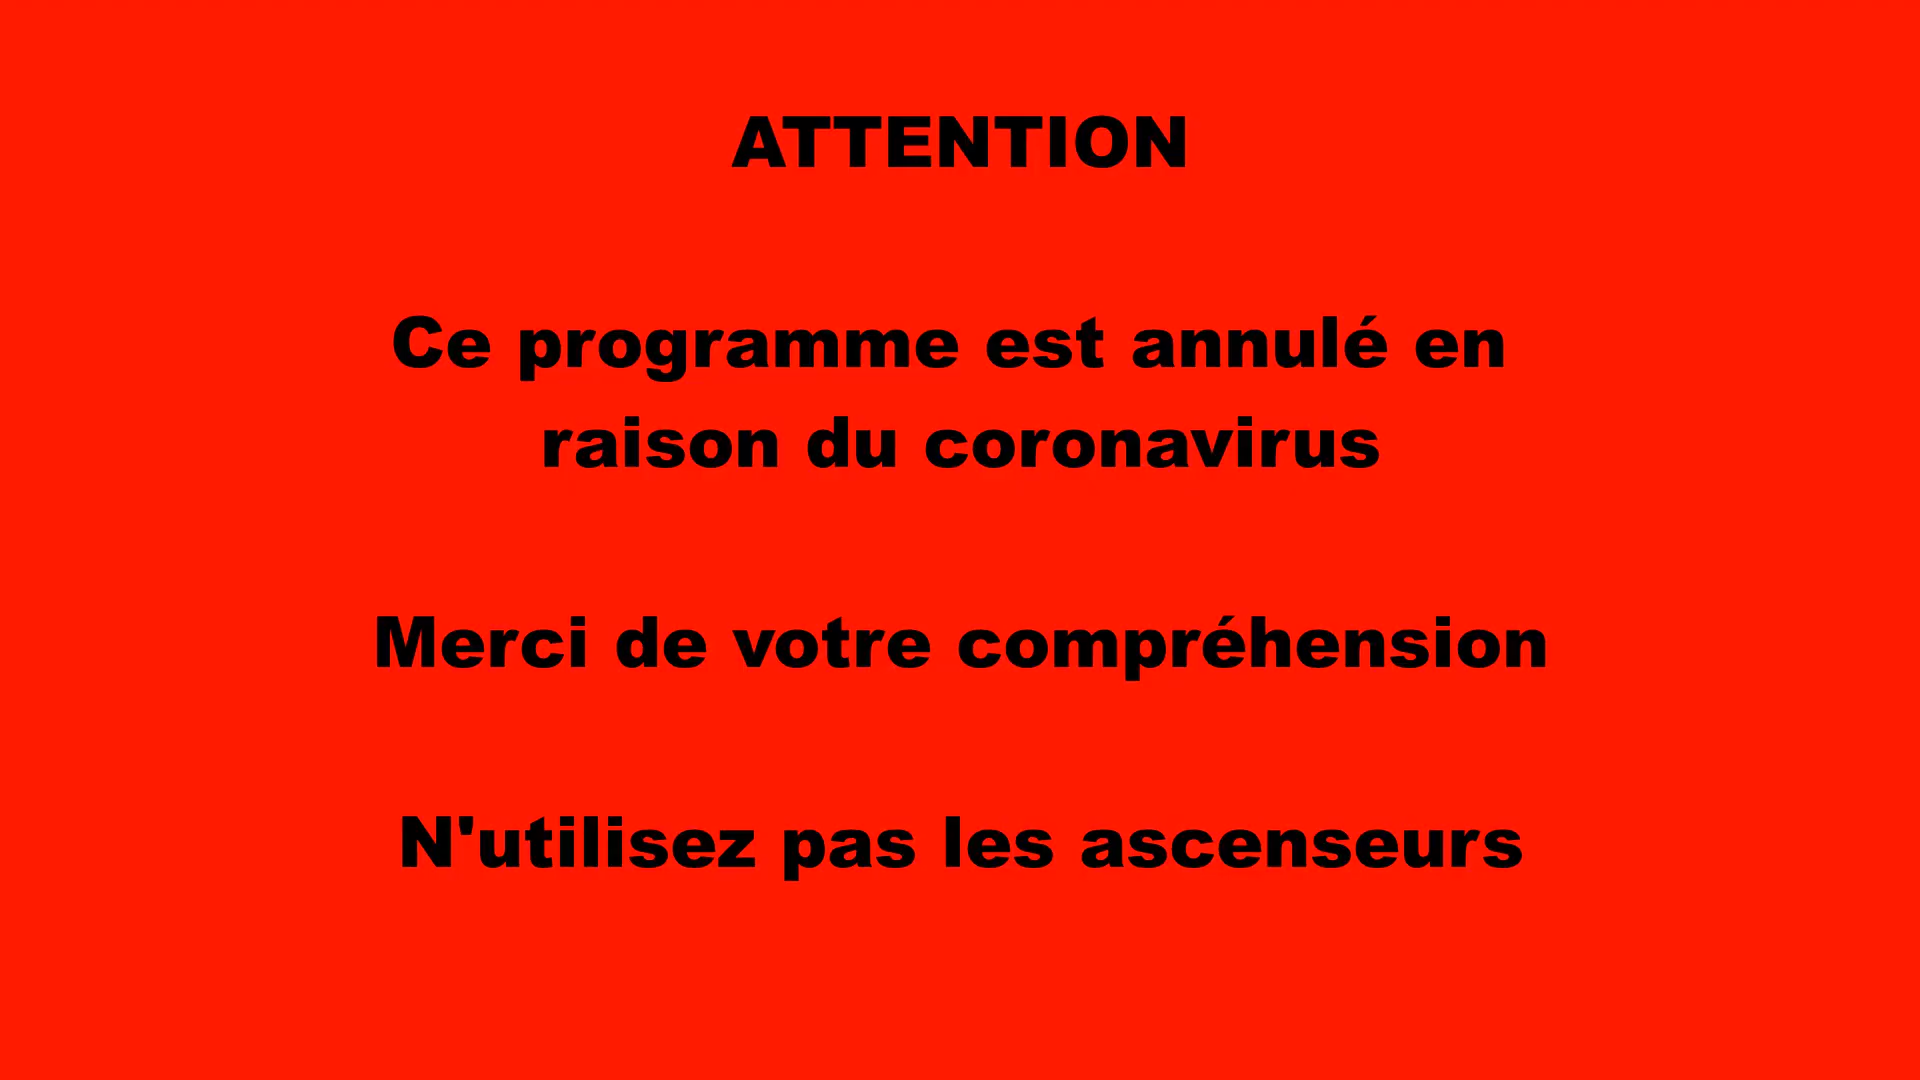 ATTENTION
Ce programme est annulé en
raison du coronavirus
Merci de votre compréhension
N'utilisez pas les ascenseurs